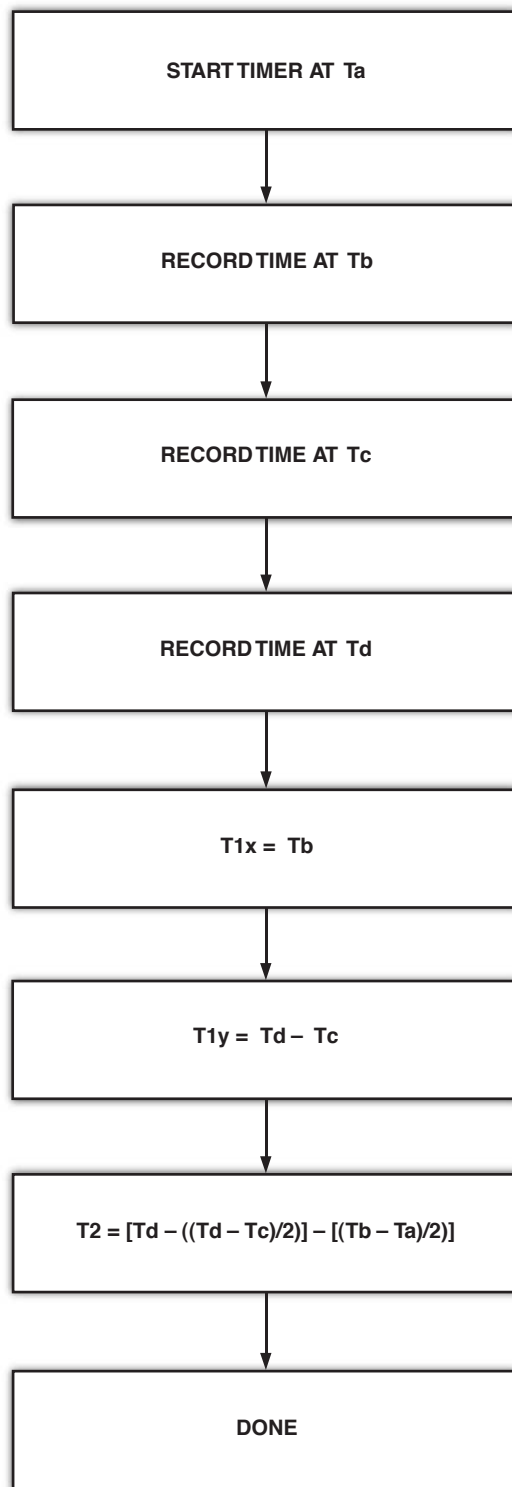 START TIMER AT Ta
RECORD TIME AT Tb
RECORD TIME AT Tc
RECORD TIME AT Td
T1x = Tb
T1y = Td – Tc
T2 = [Td – ((Td – Tc)/2)] – [(Tb – Ta)/2)]
DONE